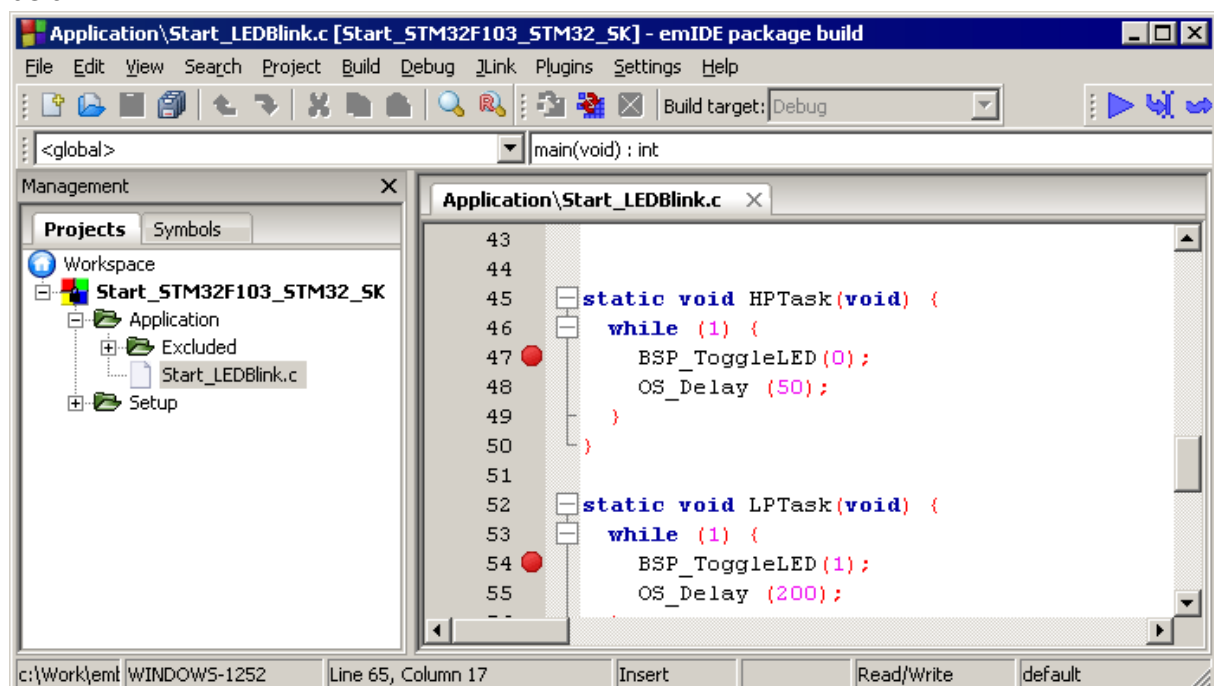 Application\Start_LEDBlink.c [Start_STM32F103_STM32_SK] - emIDE package build
File Edit View Search Project Build Debug JLink Plugins Settings Help
Build target: Debug
<global> main(void) : int
Management
Application\Start_LEDBlink.c
Projects Symbols
Workspace
Start_STM32F103_STM32_SK
Application
Excluded
Start_LEDBlink.c
Setup
43
44
45 static void HPTask(void) {
46 while (1) {
47 BSP_ToggleLED(0);
48 OS_Delay (50);
49 }
50 }
51
52 static void LPTask(void) {
53 while (1) {
54 BSP_ToggleLED(1);
55 OS_Delay (200);
c:\Work\emb WINDOWS-1252 Line 65, Column 17 Insert Read/Write default